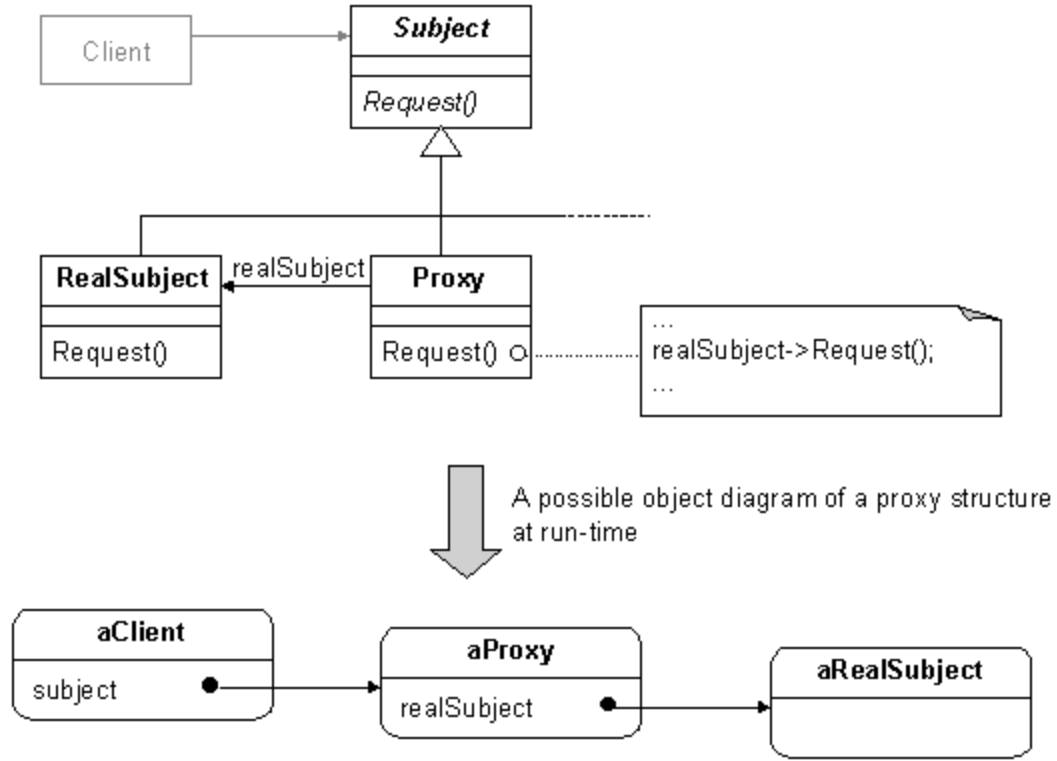 Client
Subject
Request()
RealSubject
realSubject
Proxy
Request()
Request()
...
realSubject->Request();
...
A possible object diagram of a proxy structure
at run-time
aClient
subject
aProxy
realSubject
aRealSubject